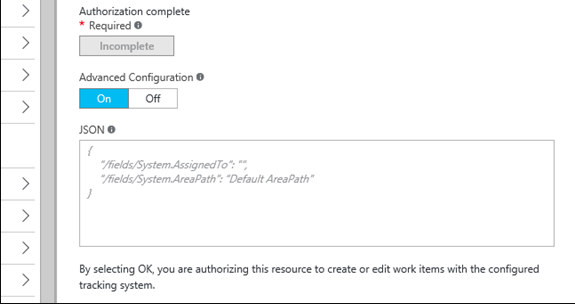 Authorization complete
* Required
Incomplete
Advanced Configuration
On Off
JSON
{
"/fields/System.AssignedTo": "",
"/fields/System.AreaPath": "Default AreaPath"
}
By selecting OK, you are authorizing this resource to create or edit work items with the configured
tracking system.